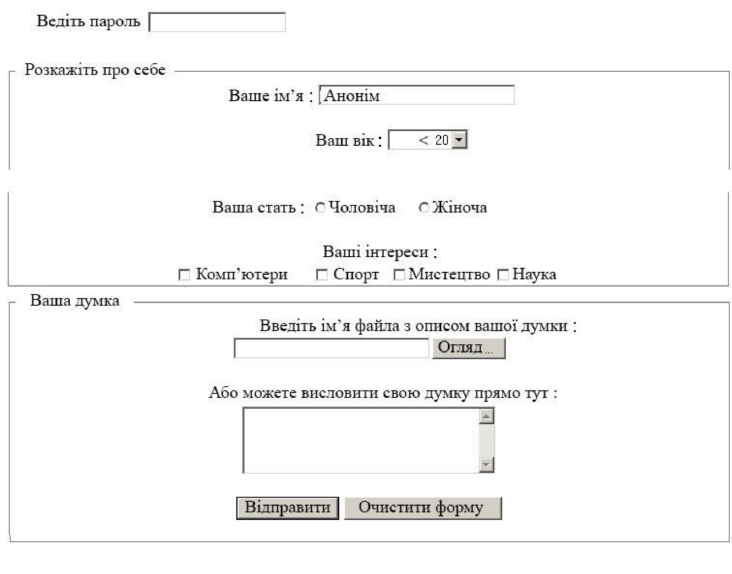 Ведіть пароль
Розкажіть про себе
Ваше ім’я : Анонім
Ваш вік : < 20
Ваша стать : Чоловіча Жіноча
Ваші інтереси :
Комп’ютери Спорт Мистецтво Наука
Ваша думка
Введіть ім’я файла з описом вашої думки :
Огляд...
Або можете висловити свою думку прямо тут :
Відправити Очистити форму